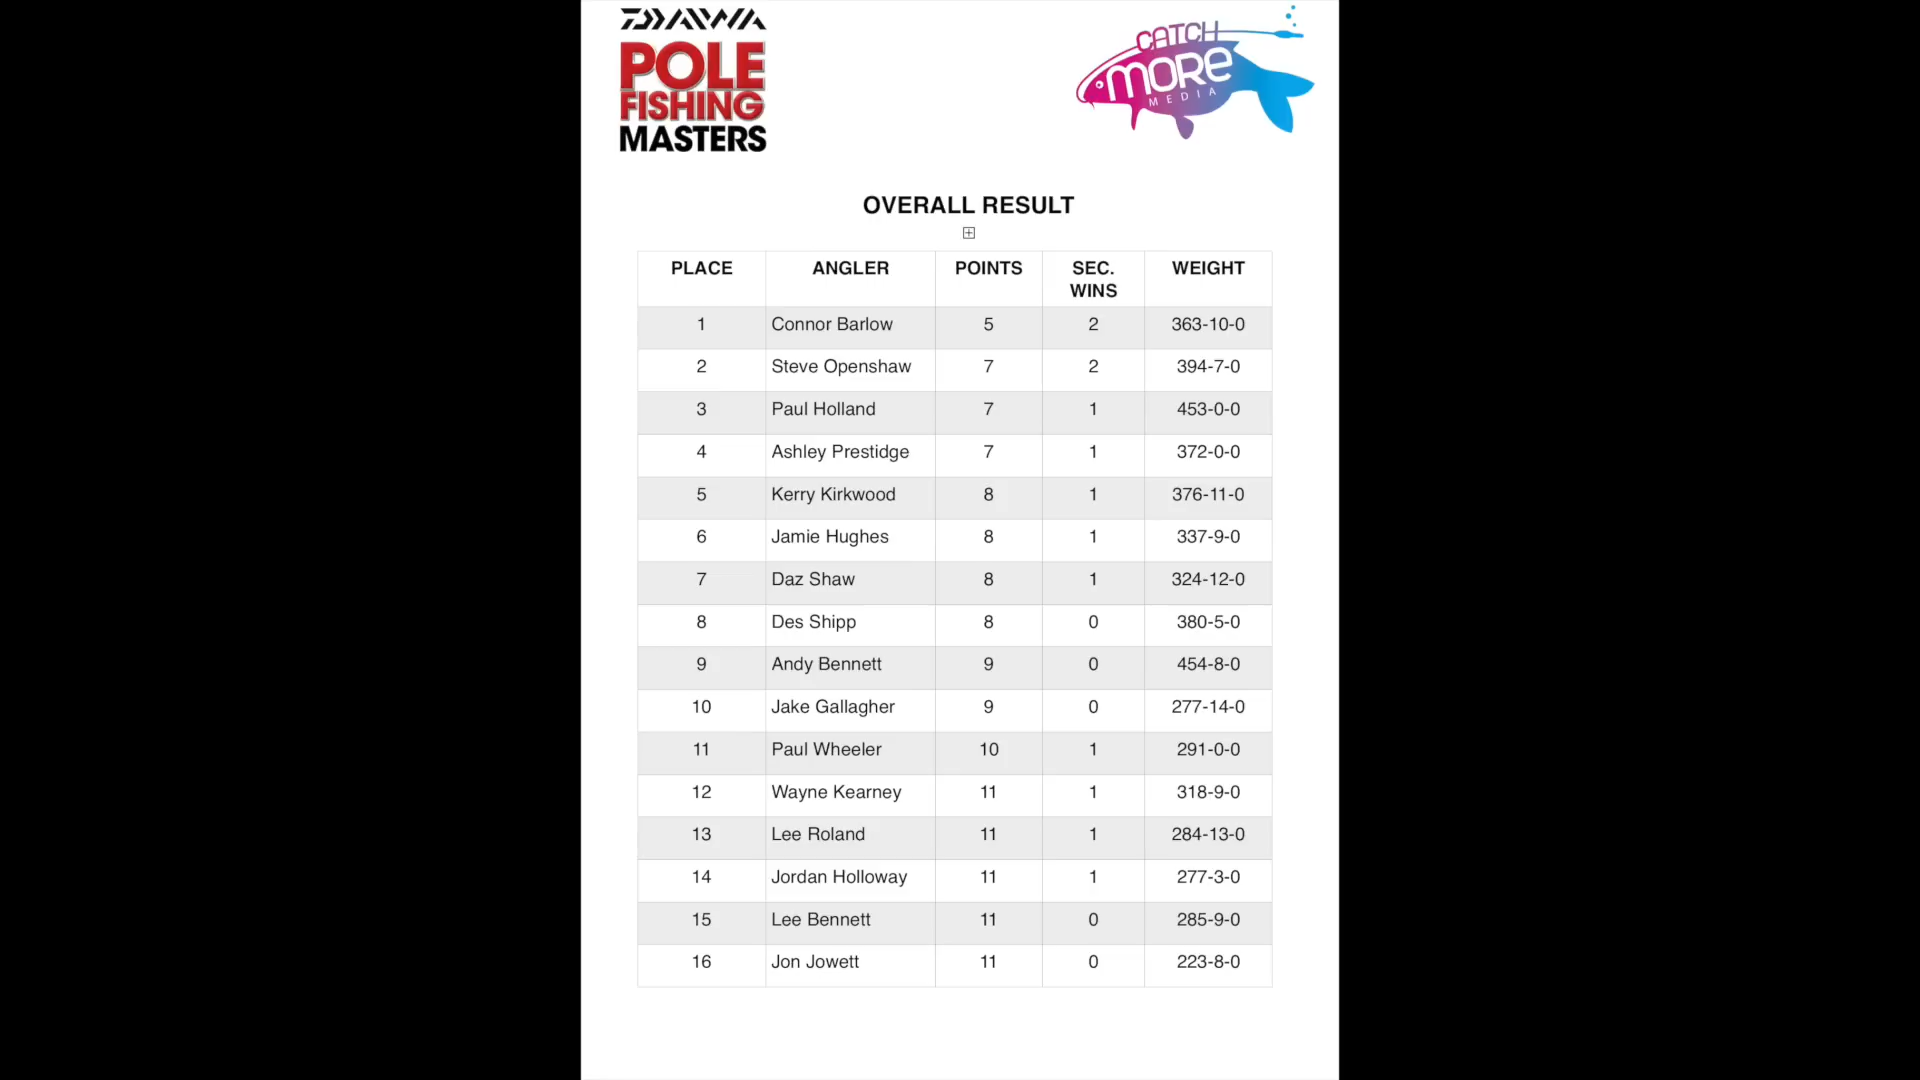 DAIWA
POLE
FISHING
MASTERS
CATCH
MORE
MEDIA
OVERALL RESULT
PLACE ANGLER POINTS SEC. WINS WEIGHT
1 Connor Barlow 5 2 363-10-0
2 Steve Openshaw 7 2 394-7-0
3 Paul Holland 7 1 453-0-0
4 Ashley Prestidge 7 1 372-0-0
5 Kerry Kirkwood 8 1 376-11-0
6 Jamie Hughes 8 1 337-9-0
7 Daz Shaw 8 1 324-12-0
8 Des Shipp 8 0 380-5-0
9 Andy Bennett 9 0 454-8-0
10 Jake Gallagher 9 0 277-14-0
11 Paul Wheeler 10 1 291-0-0
12 Wayne Kearney 11 1 318-9-0
13 Lee Roland 11 1 284-13-0
14 Jordan Holloway 11 1 277-3-0
15 Lee Bennett 11 0 285-9-0
16 Jon Jowett 11 0 223-8-0